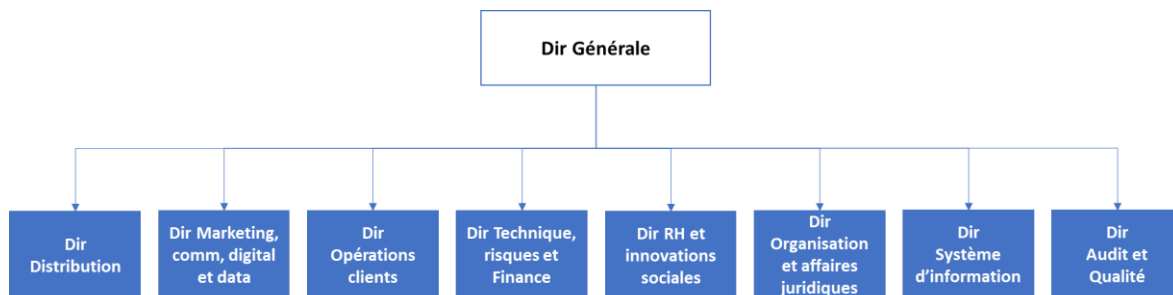 Dir Générale
Dir
Distribution
Dir Marketing,
comm, digital
et data
Dir
Opérations
clients
Dir Technique,
risques et
Finance
Dir RH et
innovations
sociales
Dir
Organisation
et affaires
juridiques
Dir
Système
d’information
Dir
Audit et
Qualité